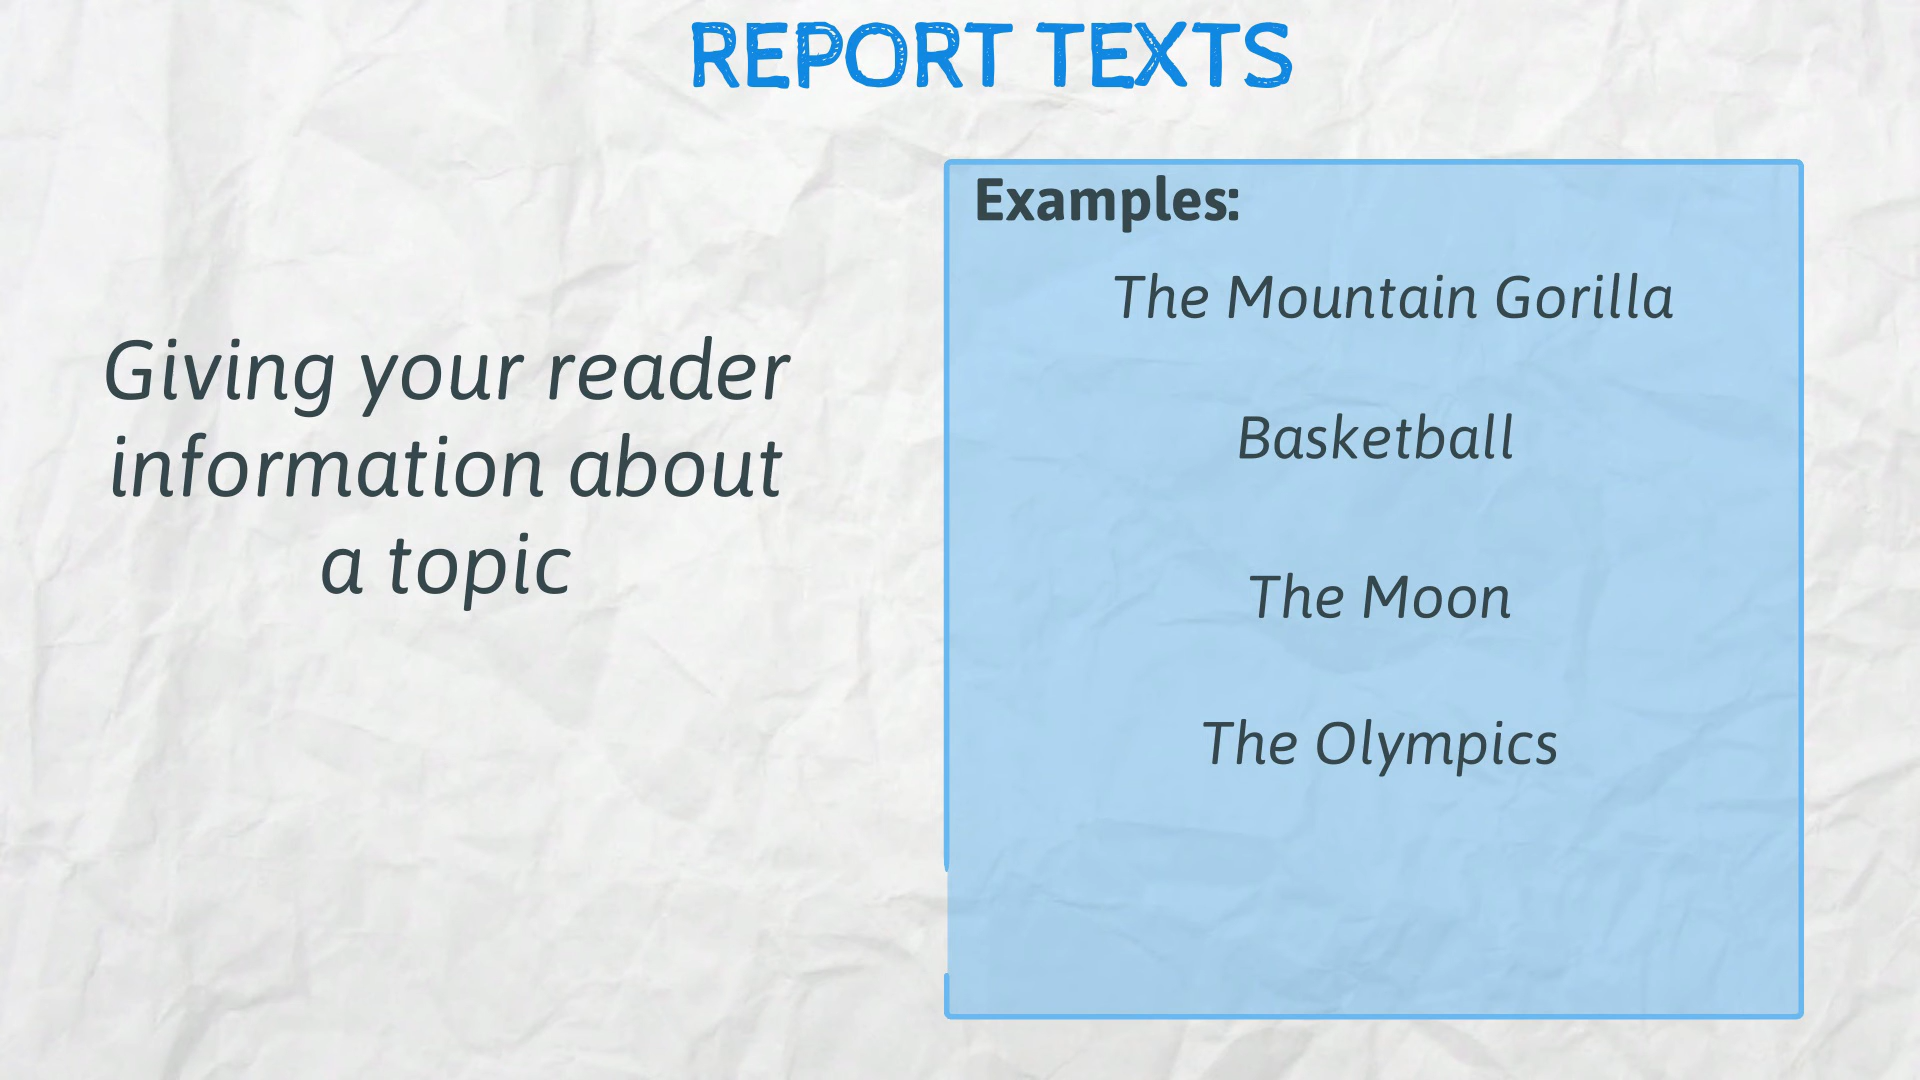 REPORT TEXTS
Giving your reader
information about
a topic
Examples:
The Mountain Gorilla
Basketball
The Moon
The Olympics